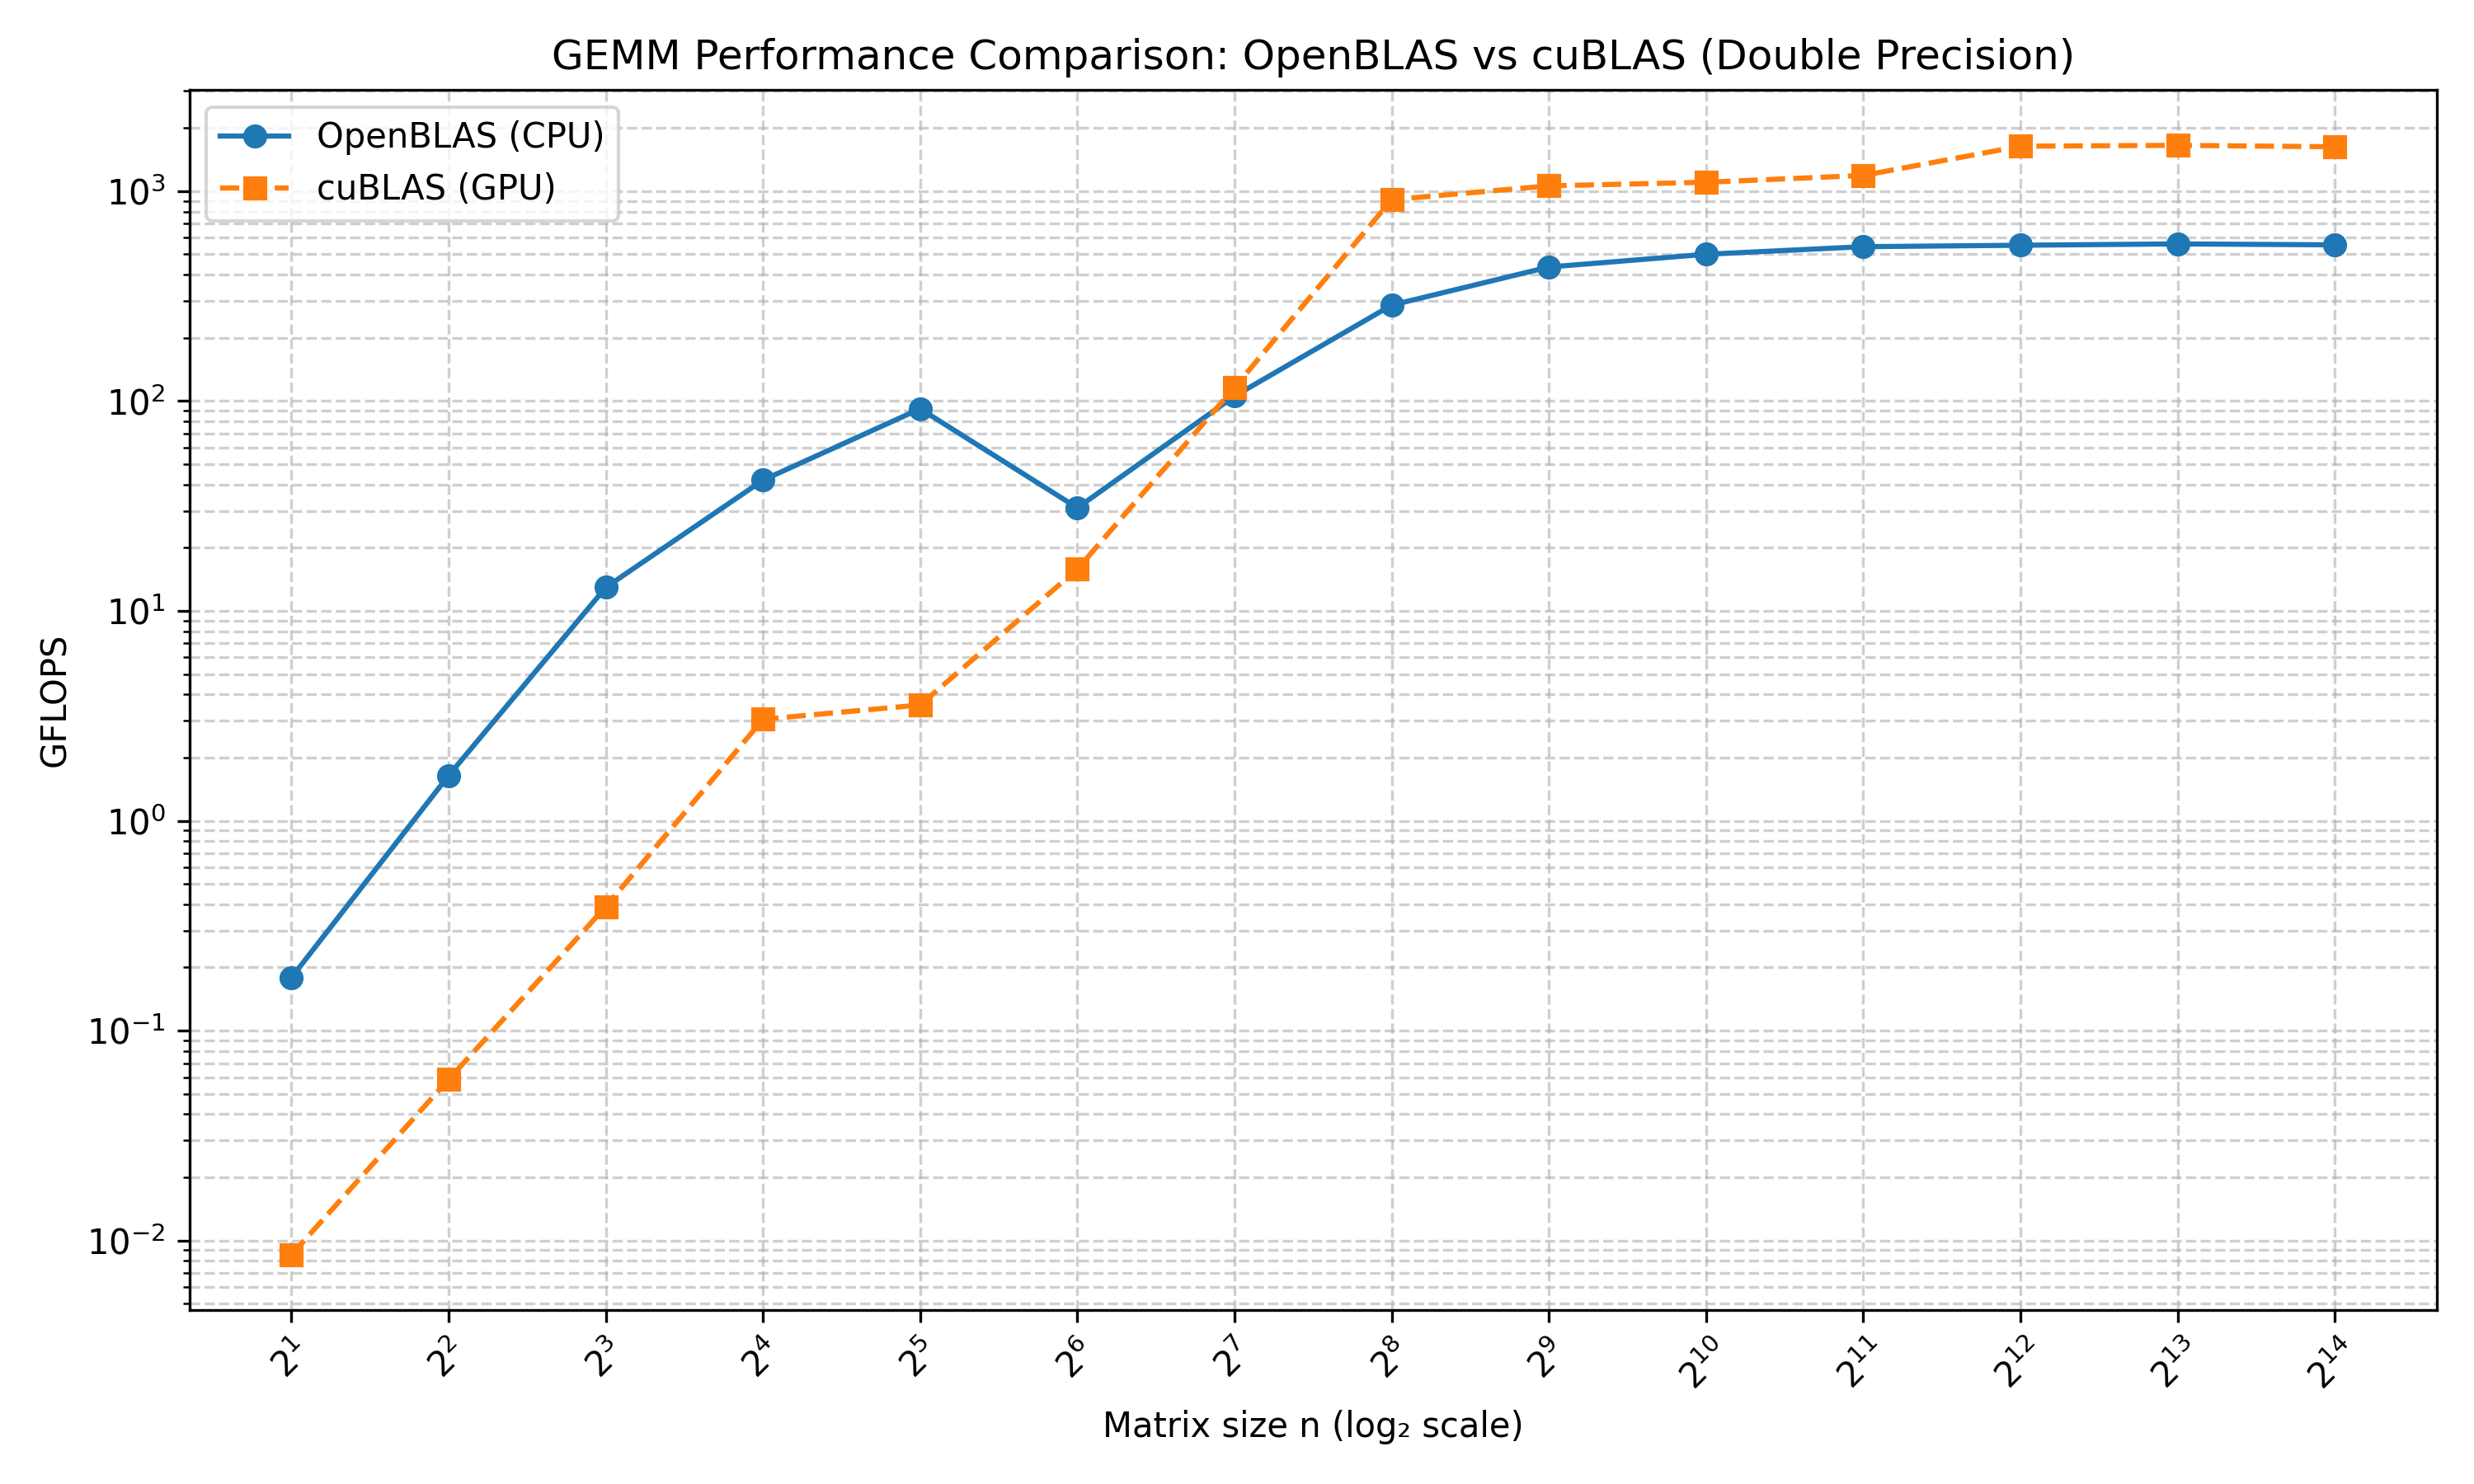 GEMM Performance Comparison: OpenBLAS vs cuBLAS (Double Precision)
OpenBLAS (CPU)
cuBLAS (GPU)
10³
10²
10¹
10⁰
10⁻¹
10⁻²
GFLOPS
2¹ 2² 2³ 2⁴ 2⁵ 2⁶ 2⁷ 2⁸ 2⁹ 2¹⁰ 2¹¹ 2¹² 2¹³ 2¹⁴
Matrix size n (log₂ scale)